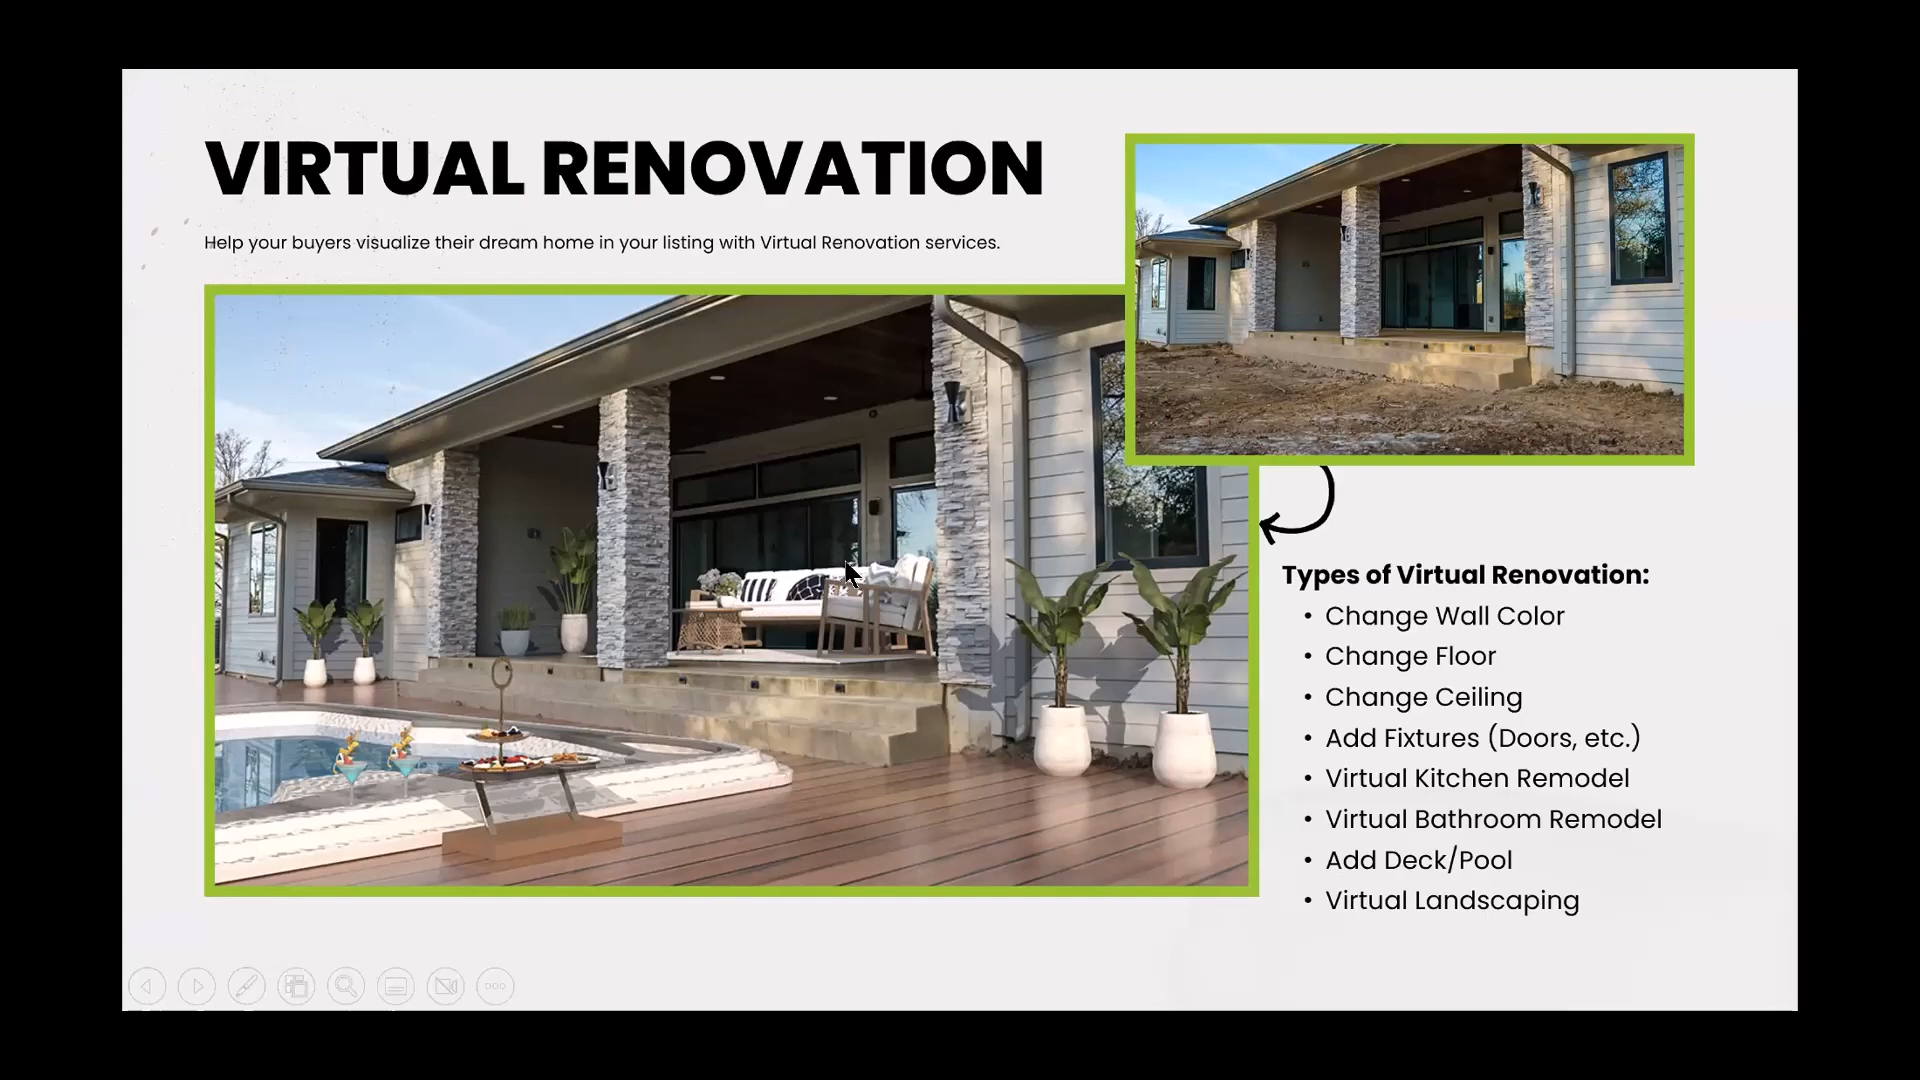 VIRTUAL RENOVATION
Help your buyers visualize their dream home in your listing with Virtual Renovation services.
Types of Virtual Renovation:
• Change Wall Color
• Change Floor
• Change Ceiling
• Add Fixtures (Doors, etc.)
• Virtual Kitchen Remodel
• Virtual Bathroom Remodel
• Add Deck/Pool
• Virtual Landscaping